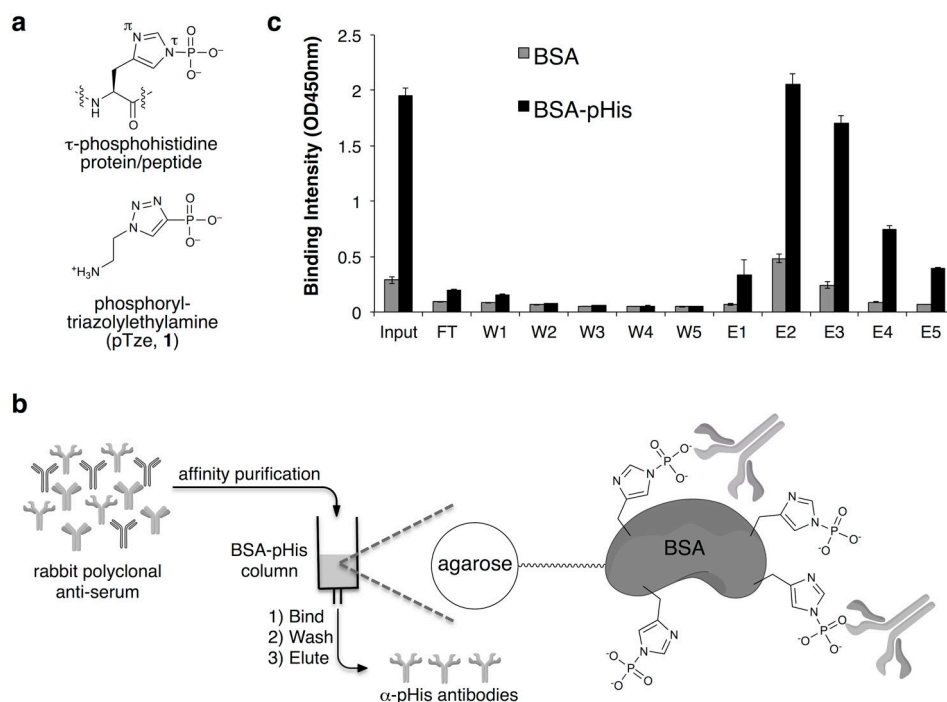 a
π
N
τ
N
P
O
O⁻
O⁻
N
H
O
τ-phosphohistidine
protein/peptide
N N
N
P
O
O⁻
O⁻
⁺H₃N
phosphoryl-
triazolylethylamine
(pTze, 1)
c
Binding Intensity (OD450nm)
2.5
2
1.5
1
0.5
0
BSA
BSA-pHis
Input FT W1 W2 W3 W4 W5 E1 E2 E3 E4 E5
b
rabbit polyclonal
anti-serum
affinity purification
BSA-pHis
column
1) Bind
2) Wash
3) Elute
α-pHis antibodies
agarose
BSA
O
O⁻
P
O⁻
N
N
N
N
O
P
⁻O
O⁻
N
N
O
P
⁻O
O⁻
N
N
⁻O
P
⁻O
O